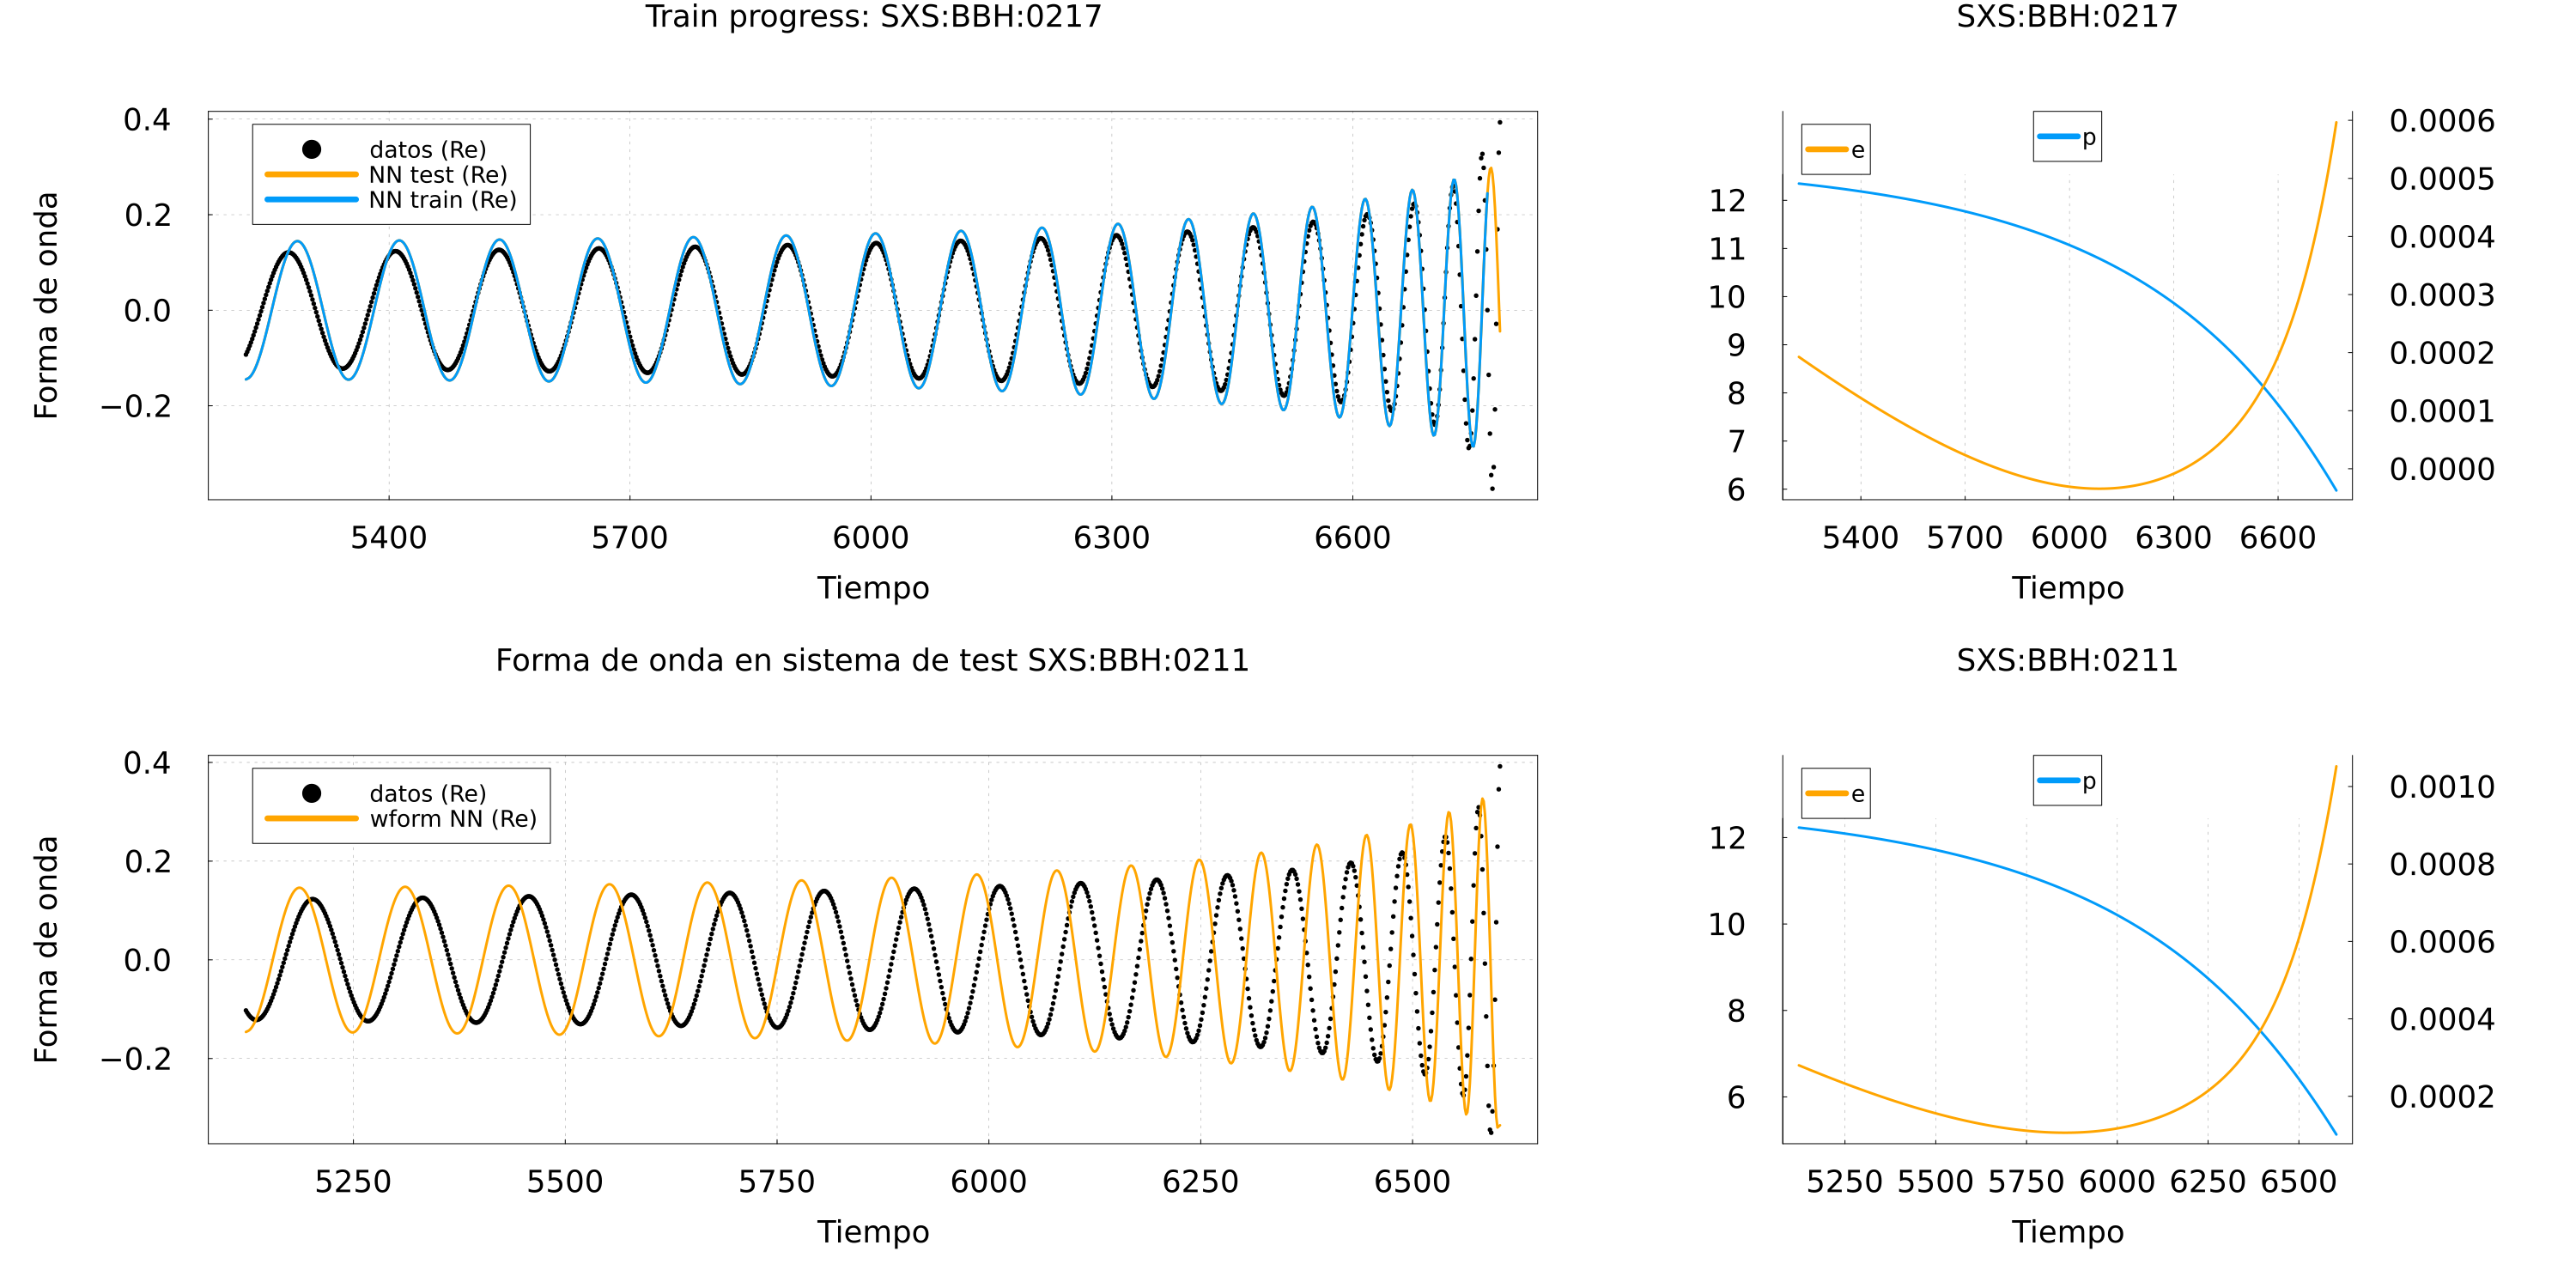 Train progress: SXS:BBH:0217
Forma de onda
0.4
0.2
0.0
−0.2
datos (Re)
NN test (Re)
NN train (Re)
5400 5700 6000 6300 6600
Tiempo
SXS:BBH:0217
e
p
12
11
10
9
8
7
6
0.0006
0.0005
0.0004
0.0003
0.0002
0.0001
0.0000
5400 5700 6000 6300 6600
Tiempo
Forma de onda en sistema de test SXS:BBH:0211
Forma de onda
0.4
0.2
0.0
−0.2
datos (Re)
wform NN (Re)
5250 5500 5750 6000 6250 6500
Tiempo
SXS:BBH:0211
e
p
12
10
8
6
0.0010
0.0008
0.0006
0.0004
0.0002
5250 5500 5750 6000 6250 6500
Tiempo